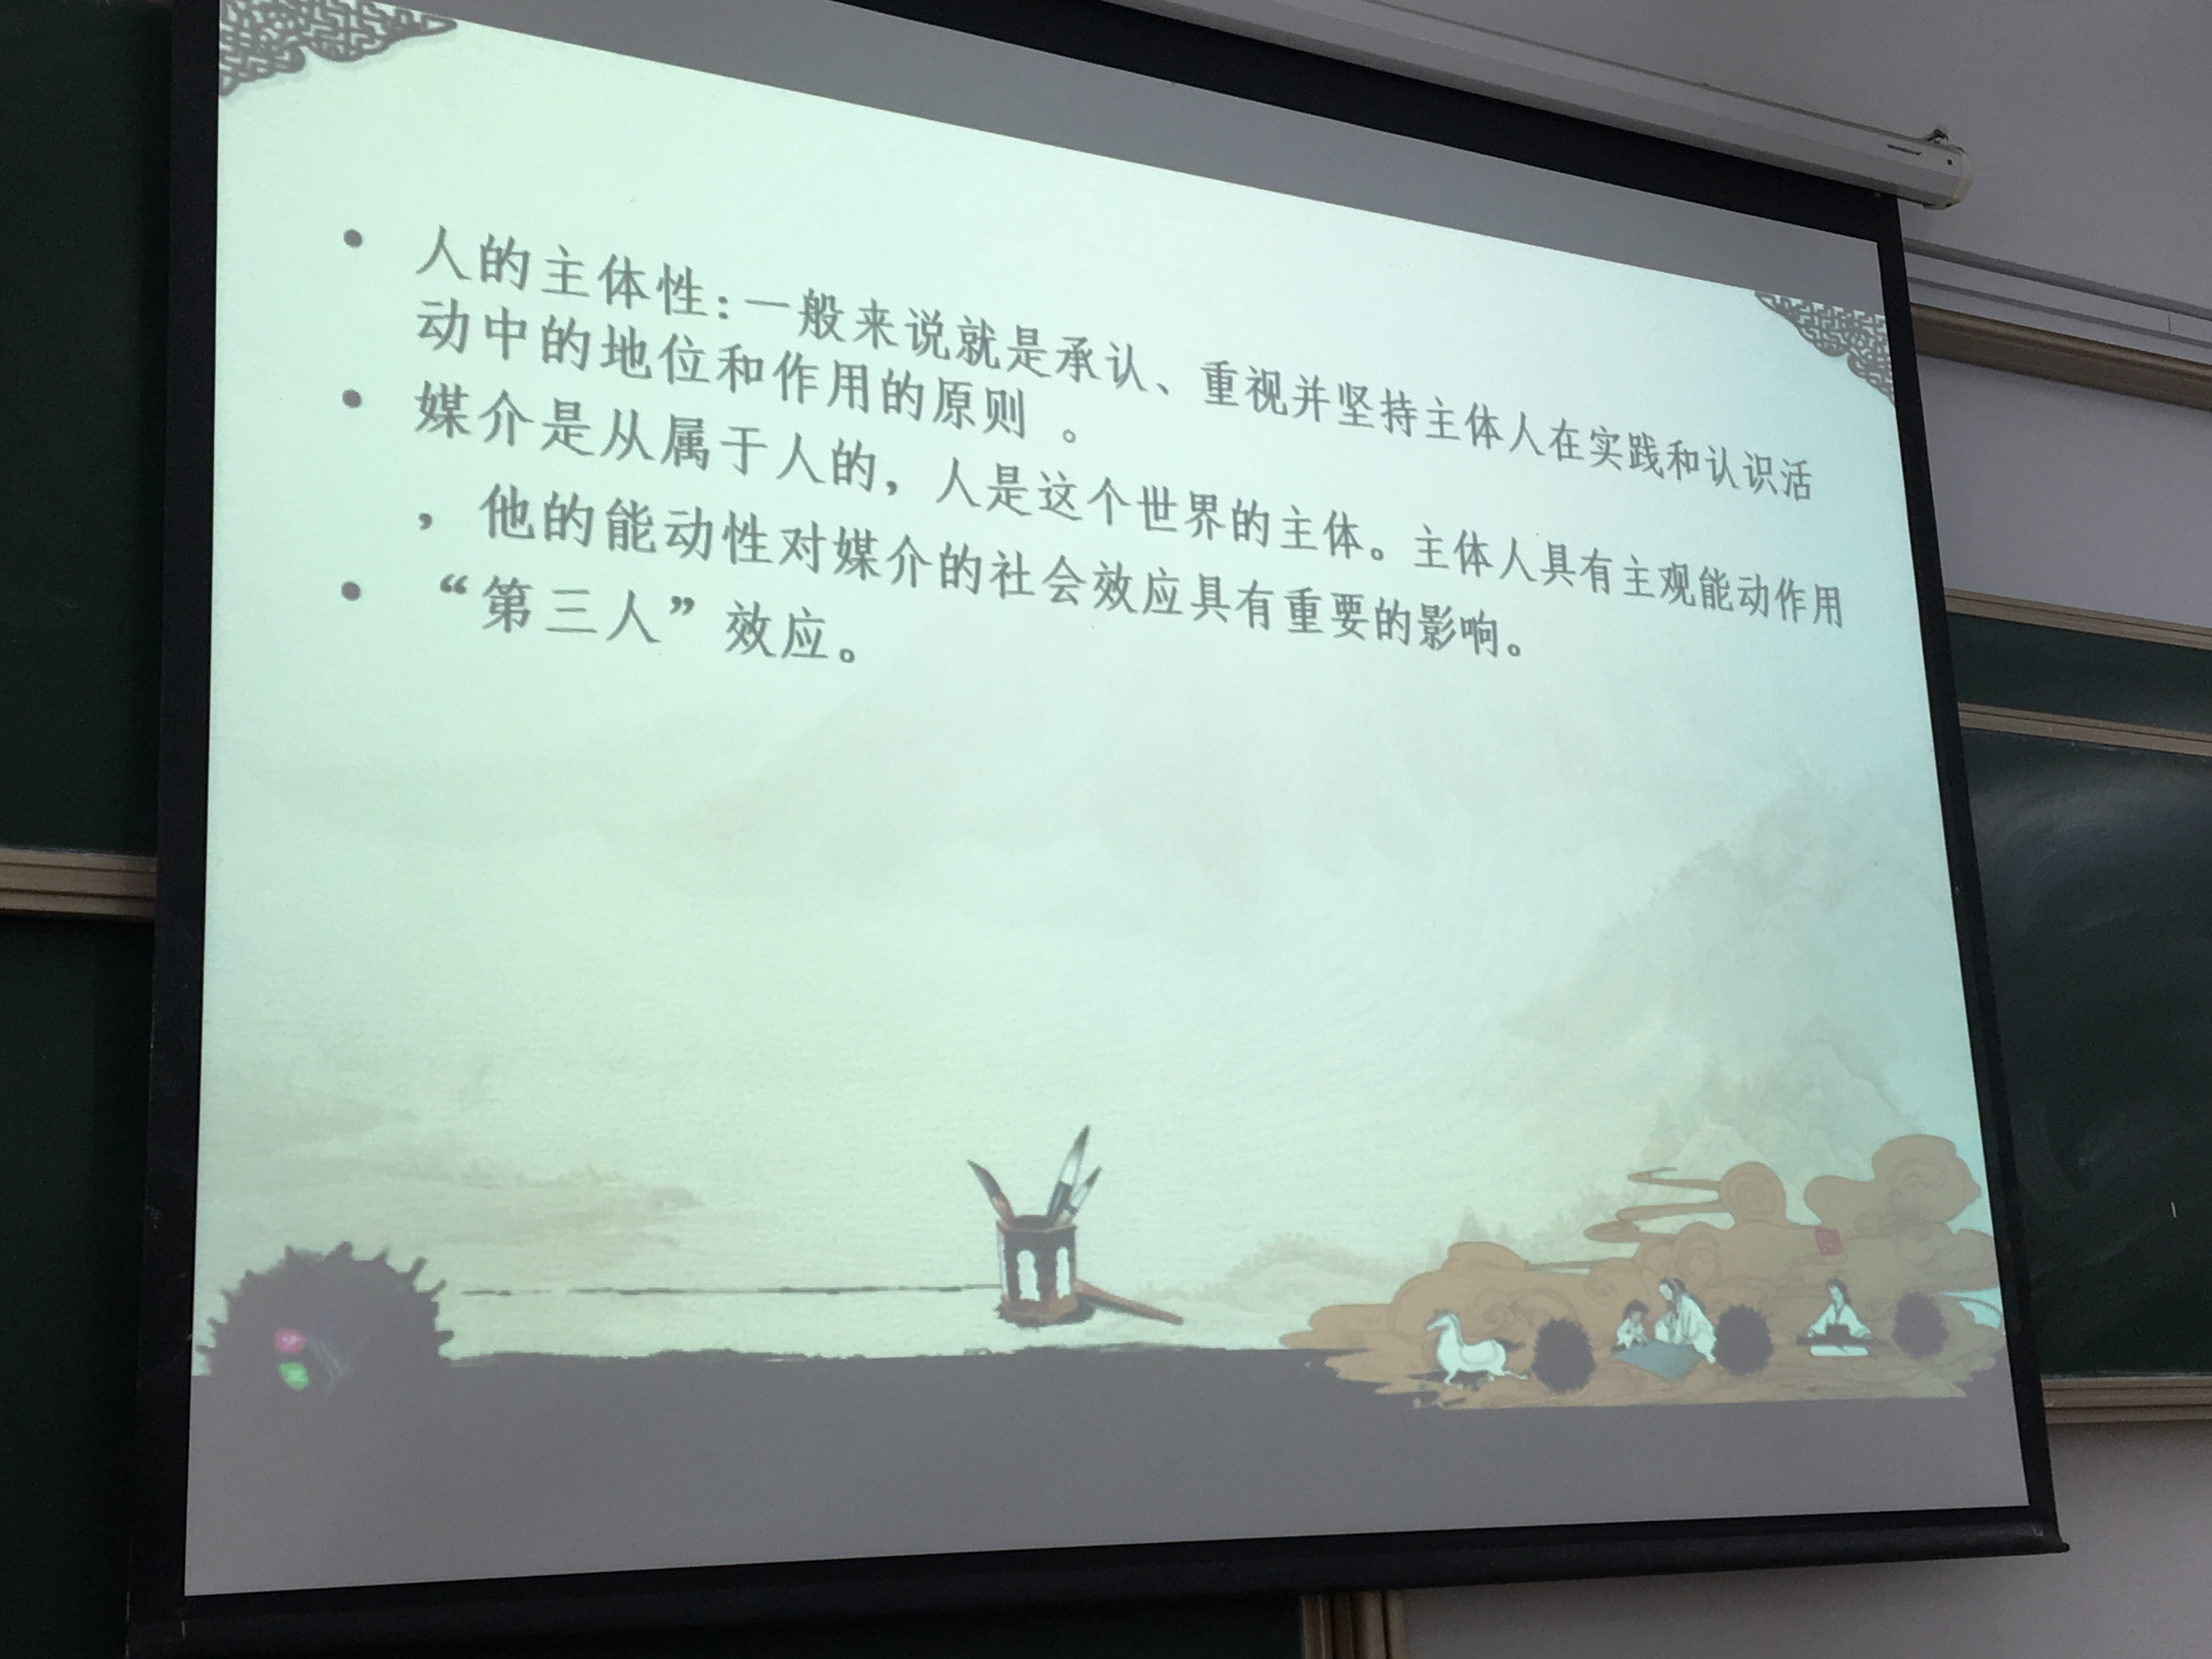 • 人的主体性：一般来说就是承认、重视并坚持主体人在实践和认识活
动中的地位和作用的原则 。
• 媒介是从属于人的，人是这个世界的主体。主体人具有主观能动作用
，他的能动性对媒介的社会效应具有重要的影响。
• “第三人”效应。